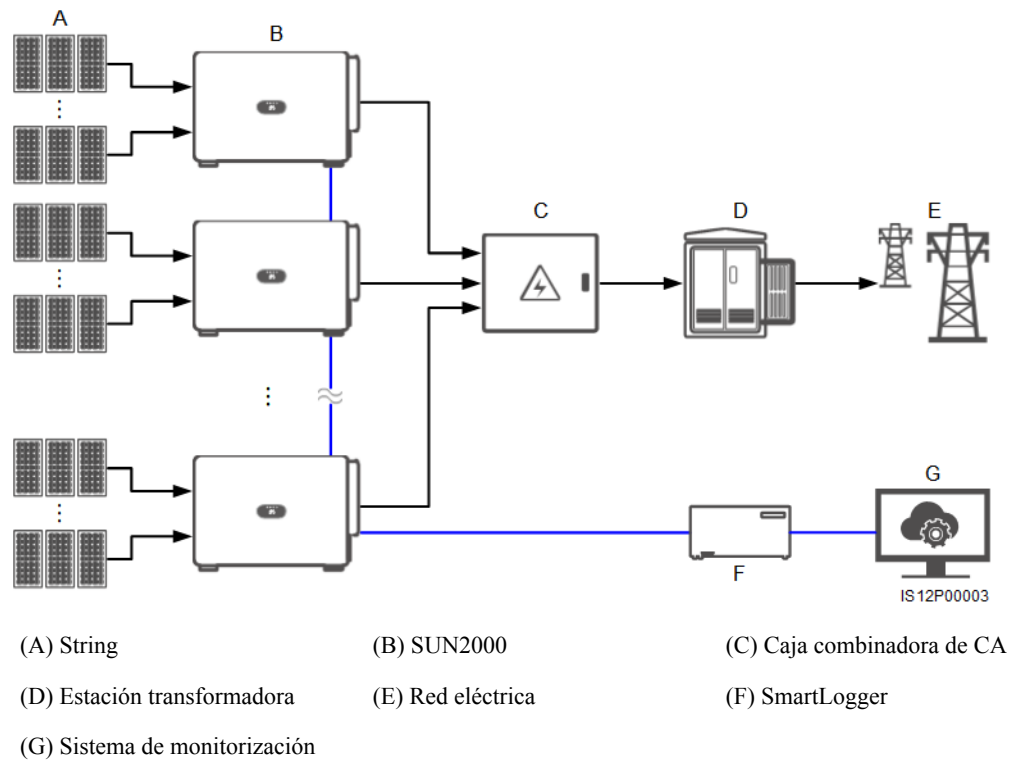 A
B
C
D
E
G
F
IS12P00003
(A) String (B) SUN2000 (C) Caja combinadora de CA
(D) Estación transformadora (E) Red eléctrica (F) SmartLogger
(G) Sistema de monitorización